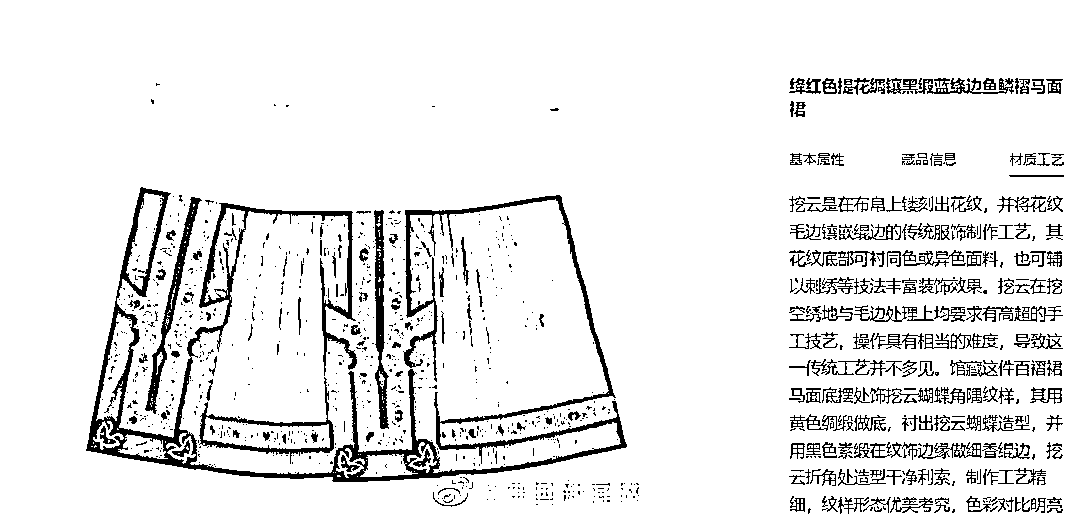 绛红色提花绸镶黑缎蓝绦边鱼鳞褶马面
裙
基本属性 藏品信息 材质工艺
挖云是在布帛上镂刻出花纹，并将花纹
毛边镶嵌绲边的传统服饰制作工艺，其
花纹底部可衬同色或异色面料，也可辅
以刺绣等技法丰富装饰效果。挖云在挖
空绣地与毛边处理上均要求有高超的手
工技艺，操作具有相当的难度，导致这
一传统工艺并不多见。馆藏这件百褶裙
马面底摆处饰挖云蝴蝶角隅纹样，其用
黄色绸缎做底，衬出挖云蝴蝶造型，并
用黑色素缎在纹饰边缘做细香绲边，挖
云折角处造型干净利索，制作工艺精
细，纹样形态优美考究，色彩对比明亮